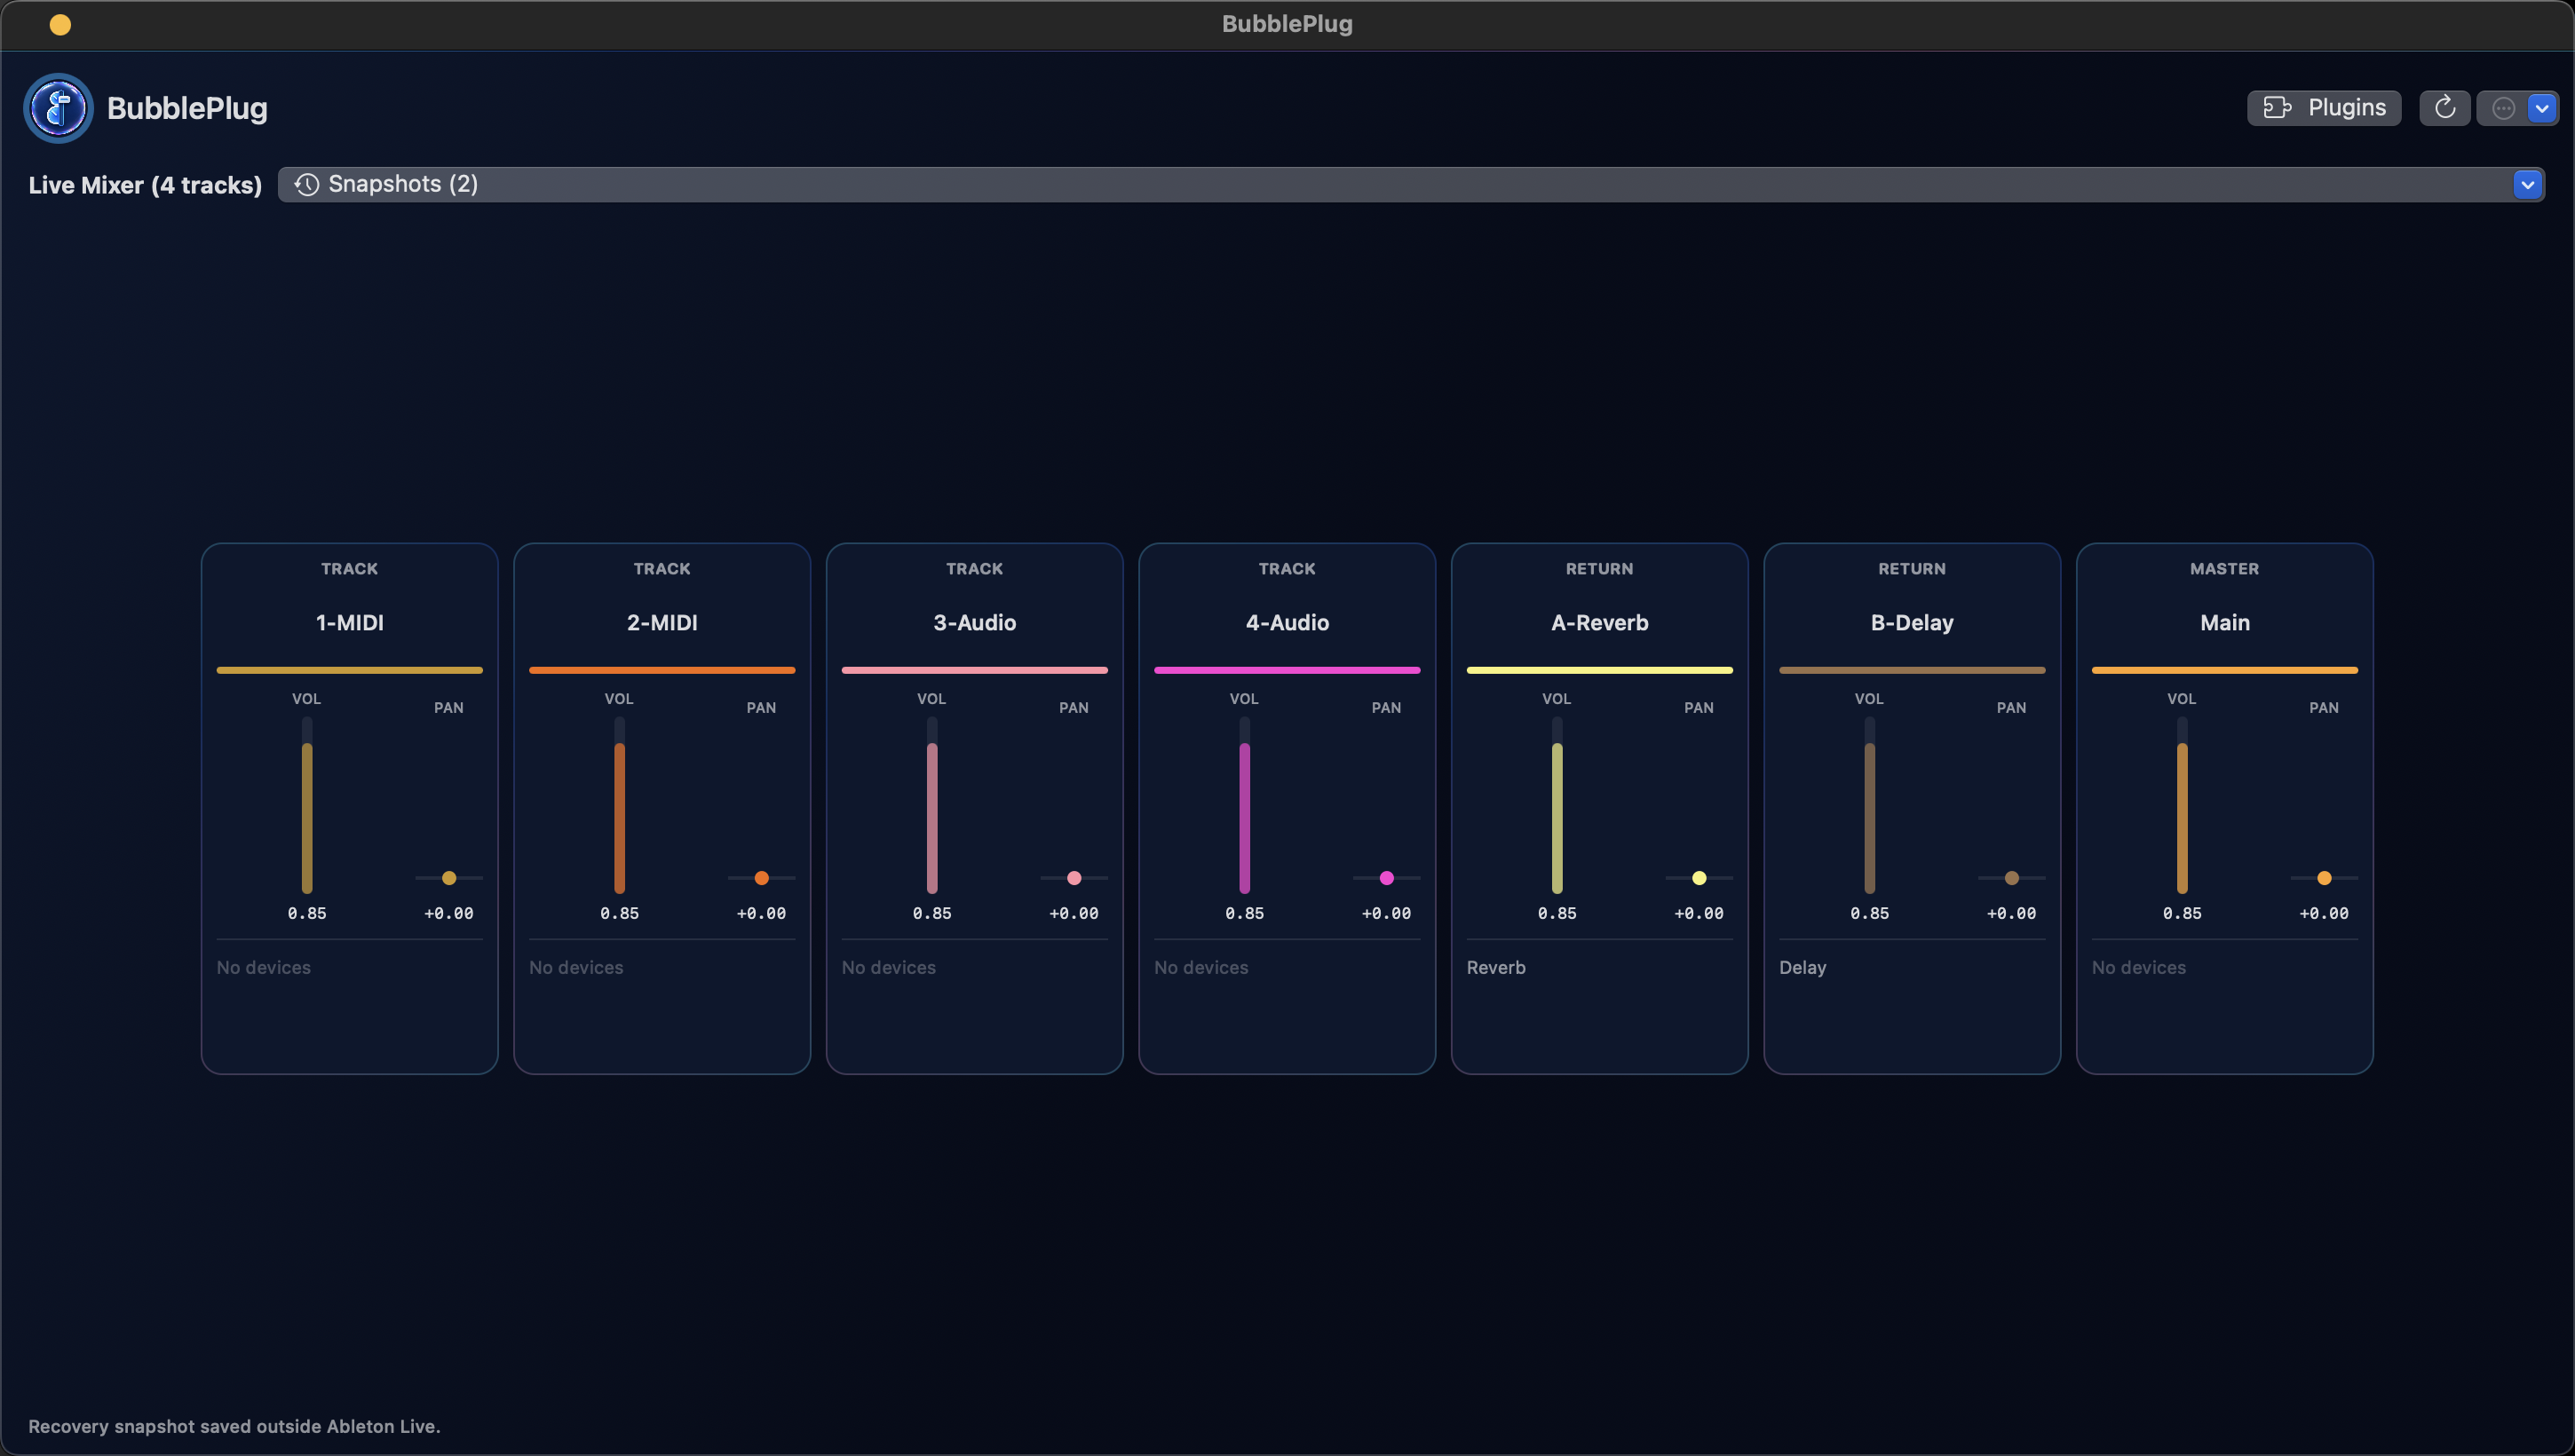 BubblePlug
BubblePlug
Plugins
Live Mixer (4 tracks)
Snapshots (2)
TRACK
1-MIDI
VOL
PAN
0.85
+0.00
No devices
TRACK
2-MIDI
VOL
PAN
0.85
+0.00
No devices
TRACK
3-Audio
VOL
PAN
0.85
+0.00
No devices
TRACK
4-Audio
VOL
PAN
0.85
+0.00
No devices
RETURN
A-Reverb
VOL
PAN
0.85
+0.00
Reverb
RETURN
B-Delay
VOL
PAN
0.85
+0.00
Delay
MASTER
Main
VOL
PAN
0.85
+0.00
No devices
Recovery snapshot saved outside Ableton Live.